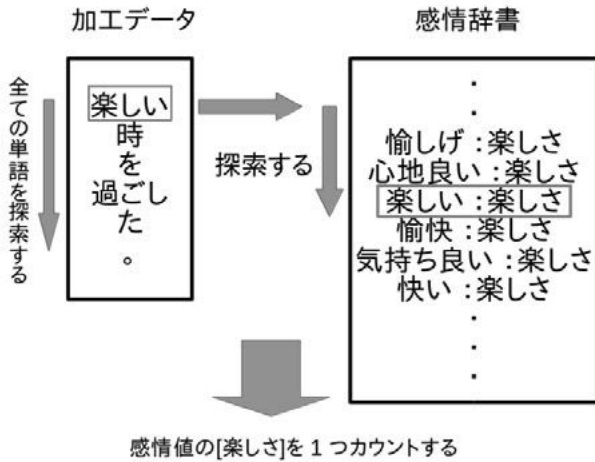 加工データ
感情辞書
全ての単語を探索する
楽しい
時
を
過ごし
た
。
探索する
・
・
愉しげ:楽しさ
心地良い:楽しさ
楽しい:楽しさ
愉快:楽しさ
気持ち良い:楽しさ
快い:楽しさ
・
・
・
感情値の[楽しさ]を1つカウントする